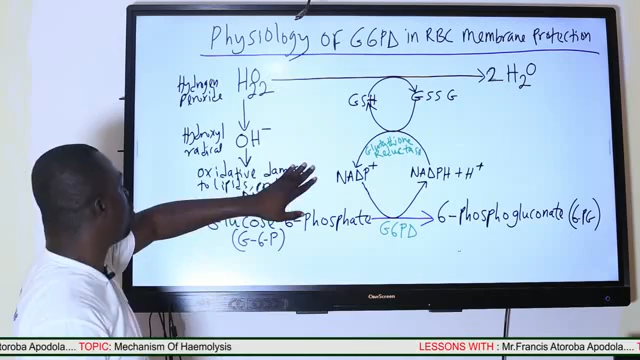 Physiology OF G6PD in RBC Membrane Protection
Hydrogen peroxide H2O2 2 H2O
GSH GSSG
Hydroxyl radical OH⁻
Glutathione Reductase
Oxidative
to lipids,
NADP⁺ NADPH + H⁺
Glucose-6-Phosphate 6-Phosphogluconate (6PG)
(G-6-P) G6PD
OneScreen
Atoroba Apodola.... TOPIC: Mechanism Of Haemolysis LESSONS WITH : Mr.Francis Atoroba Apodola....